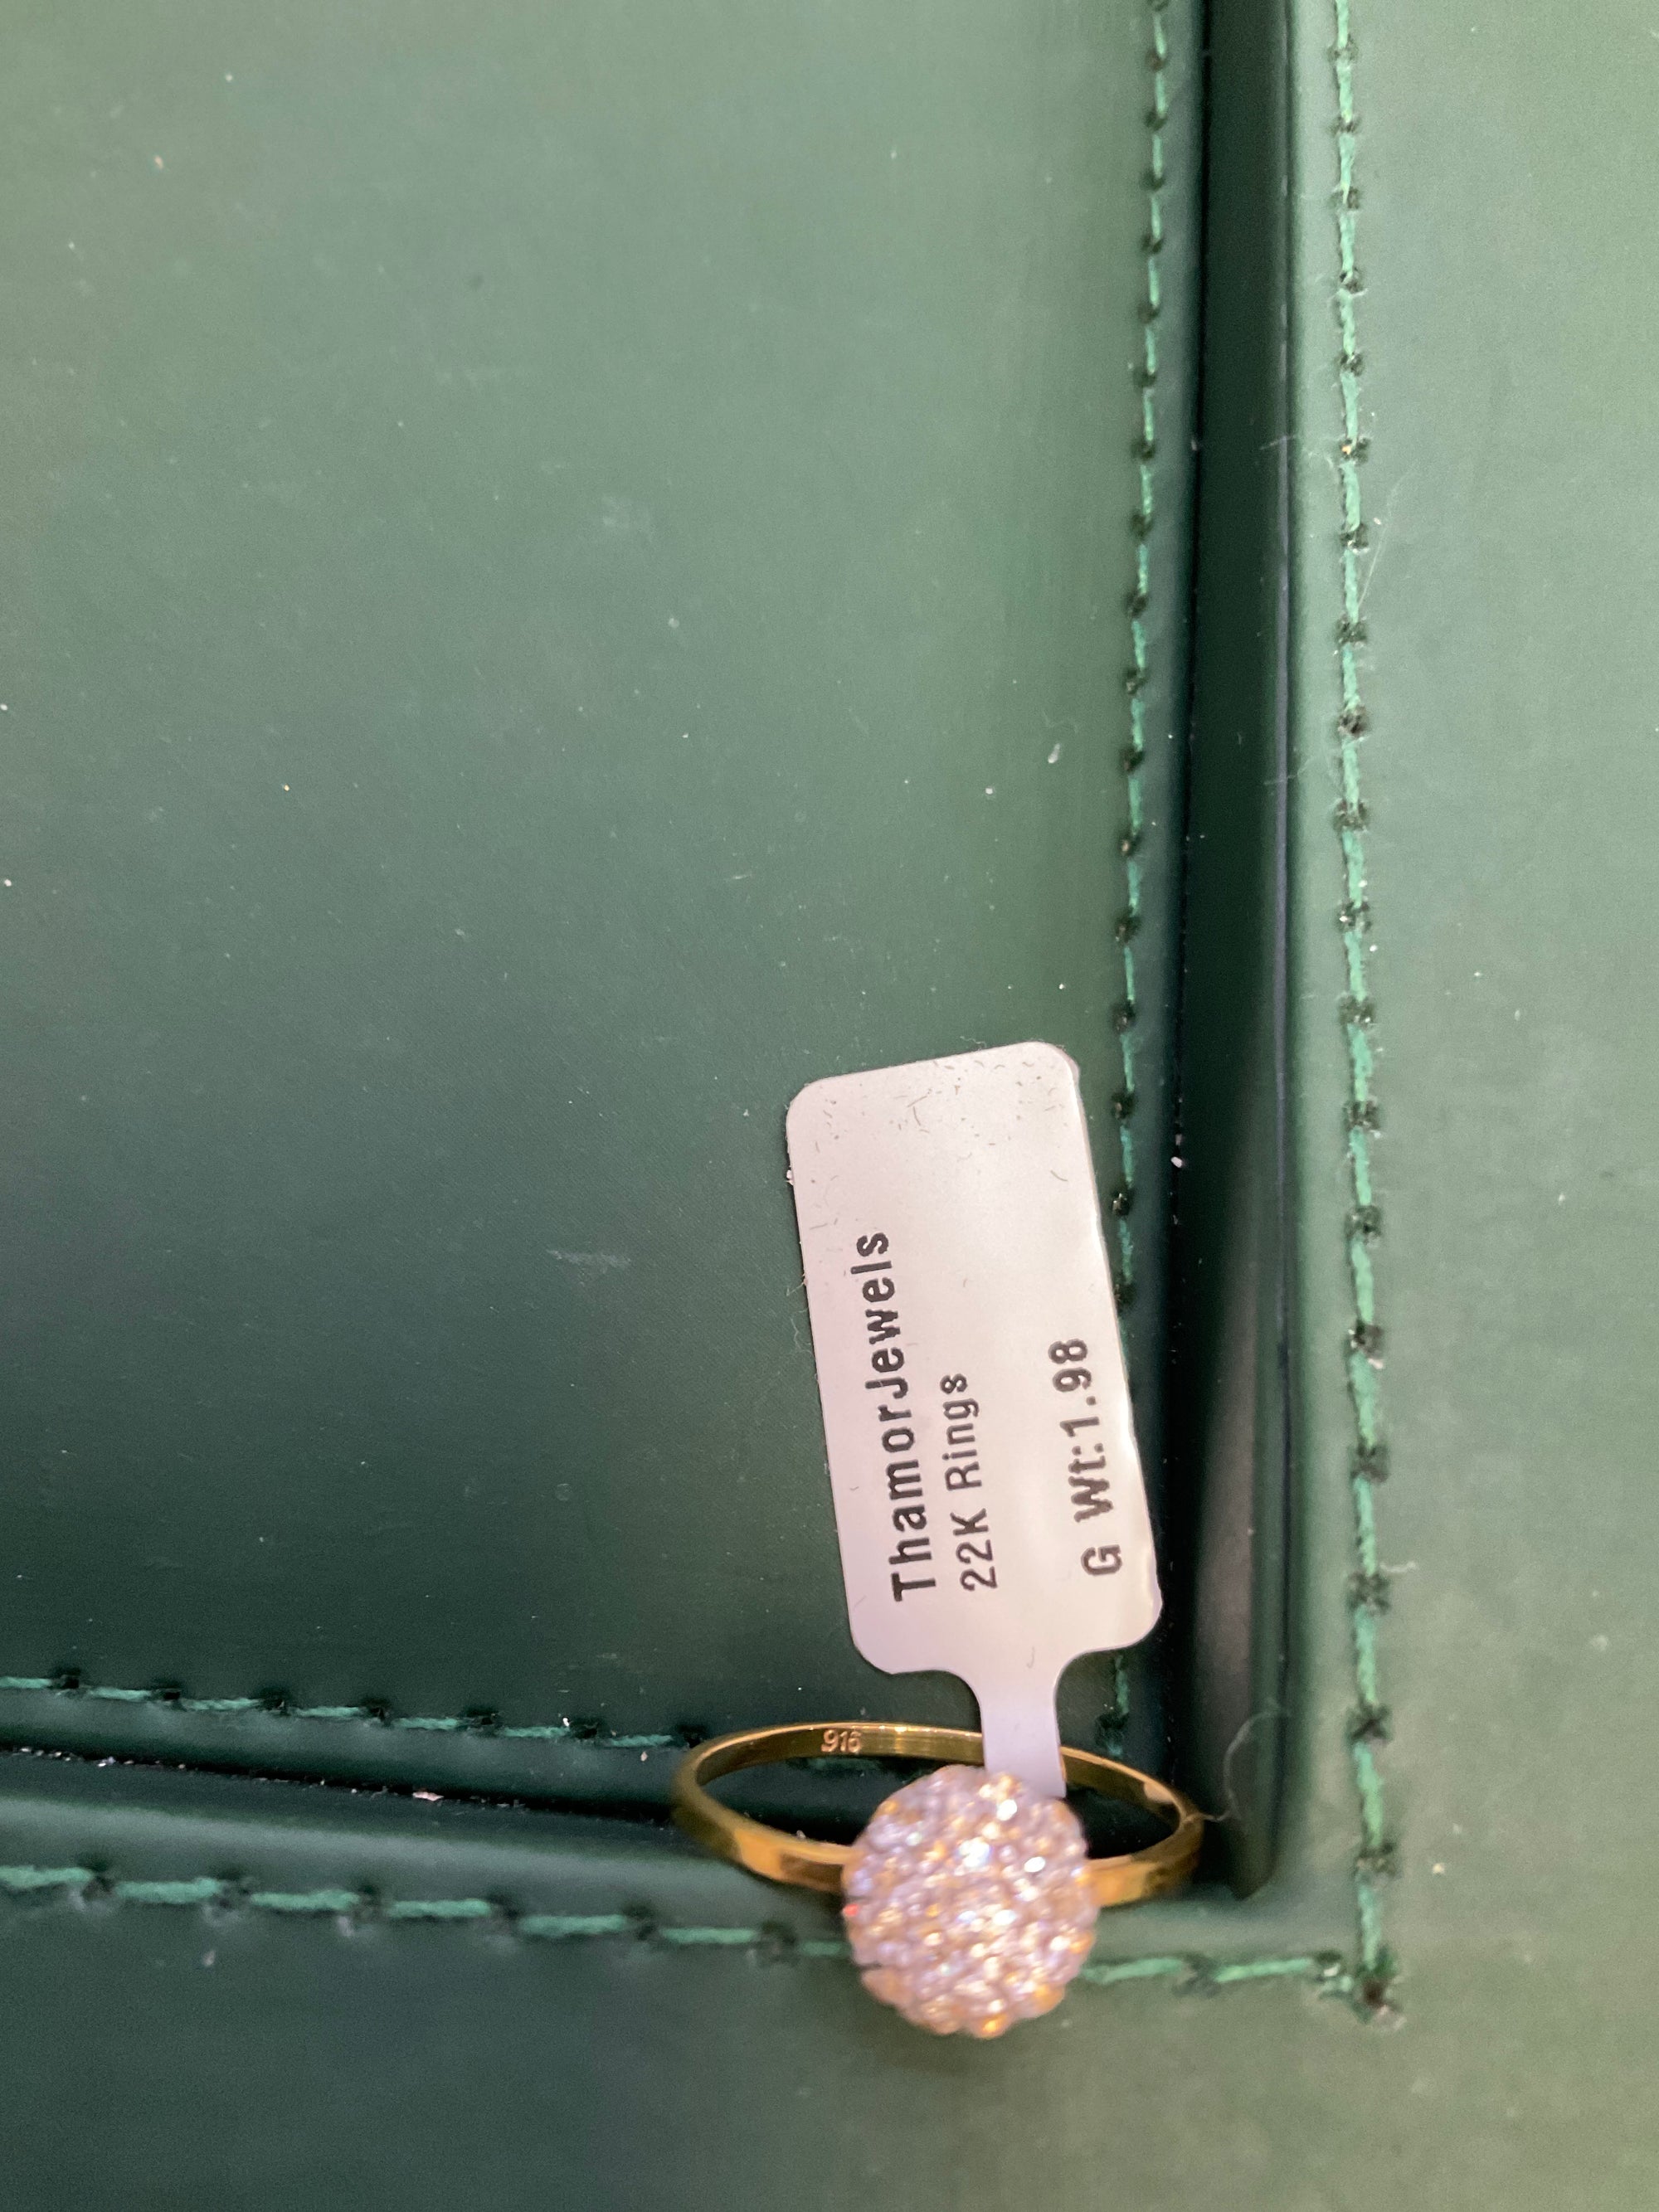 ThamorJewels
22K Rings
G Wt:1.98
916